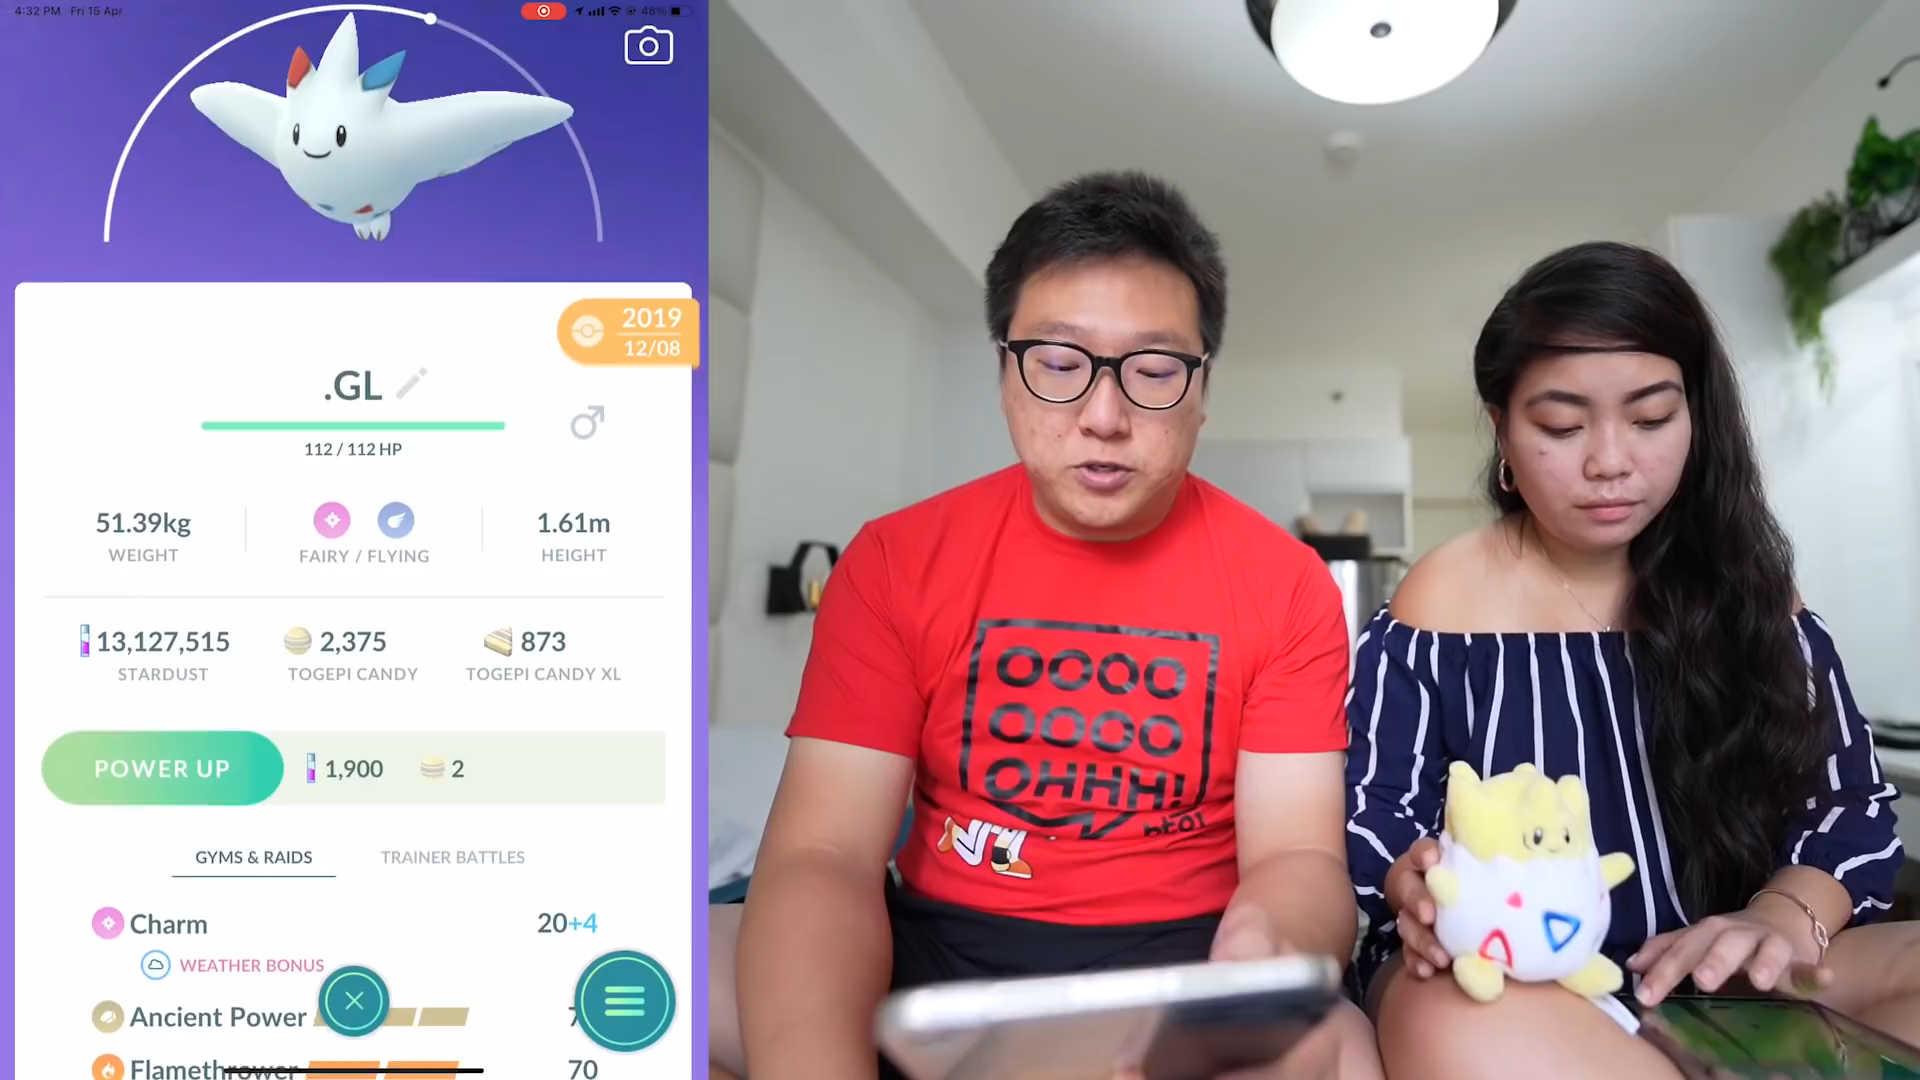 4:32 PM Fri 15 Apr 48%
2019
12/08
.GL
112 / 112 HP
51.39kg 1.61m
WEIGHT FAIRY / FLYING HEIGHT
13,127,515 2,375 873
STARDUST TOGEPI CANDY TOGEPI CANDY XL
POWER UP 1,900 2
GYMS & RAIDS TRAINER BATTLES
Charm 20+4
WEATHER BONUS
Ancient Power
Flamethrower 70
OOOO
OOOO
OHHH!